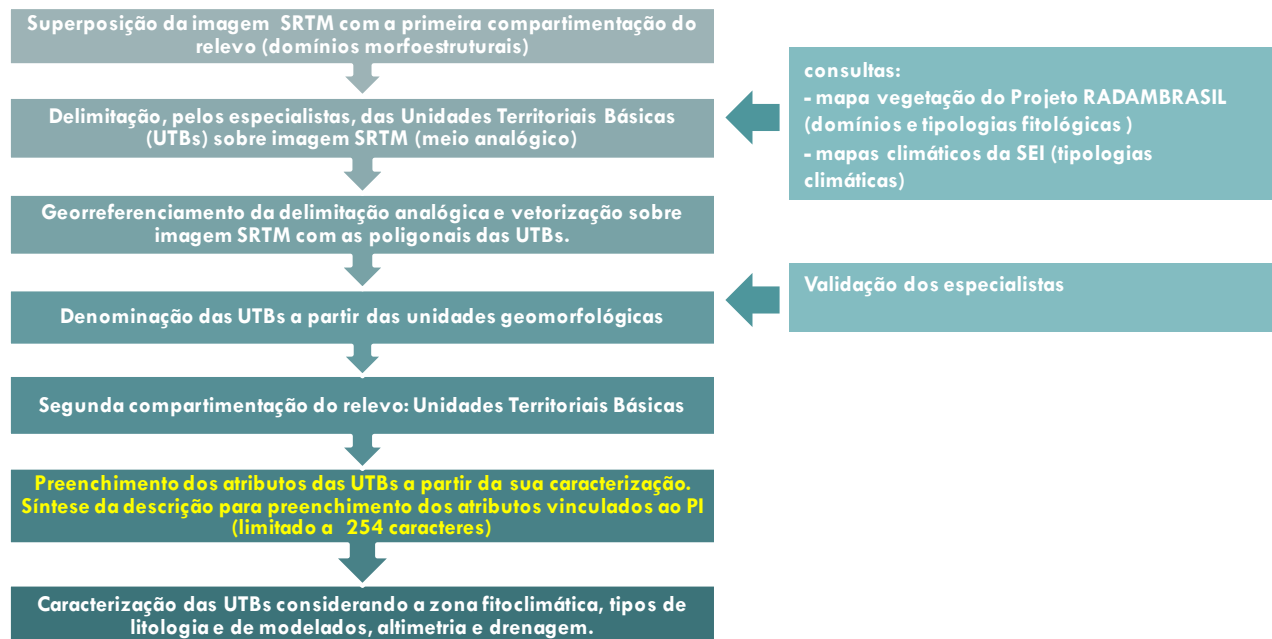 Superposição da imagem SRTM com a primeira compartimentação do
relevo (domínios morfoestruturais)
Delimitação, pelos especialistas, das Unidades Territoriais Básicas
(UTBs) sobre imagem SRTM (meio analógico)
consultas:
- mapa vegetação do Projeto RADAMBRASIL
(domínios e tipologias fitológicas )
- mapas climáticos da SEI (tipologias
climáticas)
Georreferenciamento da delimitação analógica e vetorização sobre
imagem SRTM com as poligonais das UTBs.
Denominação das UTBs a partir das unidades geomorfológicas
Validação dos especialistas
Segunda compartimentação do relevo: Unidades Territoriais Básicas
Preenchimento dos atributos das UTBs a partir da sua caracterização.
Síntese da descrição para preenchimento dos atributos vinculados ao PI
(limitado a 254 caracteres)
Caracterização das UTBs considerando a zona fitoclimática, tipos de
litologia e de modelados, altimetria e drenagem.